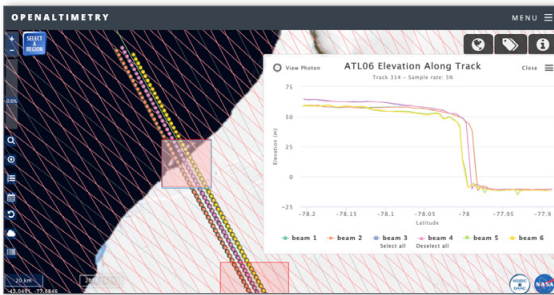 OPENALTIMETRY
MENU
SELECT
A
REGION
View Photon
ATL06 Elevation Along Track
Close
Track 314 - Sample rate: 5%
75
50
25
0
-25
Elevation (m)
-78.2 -78.15 -78.1 -78.05 -78 -77.95 -77.9
Latitude
beam 1 beam 2 beam 3 beam 4 beam 5 beam 6
Select all Deselect all
20 km
NASA